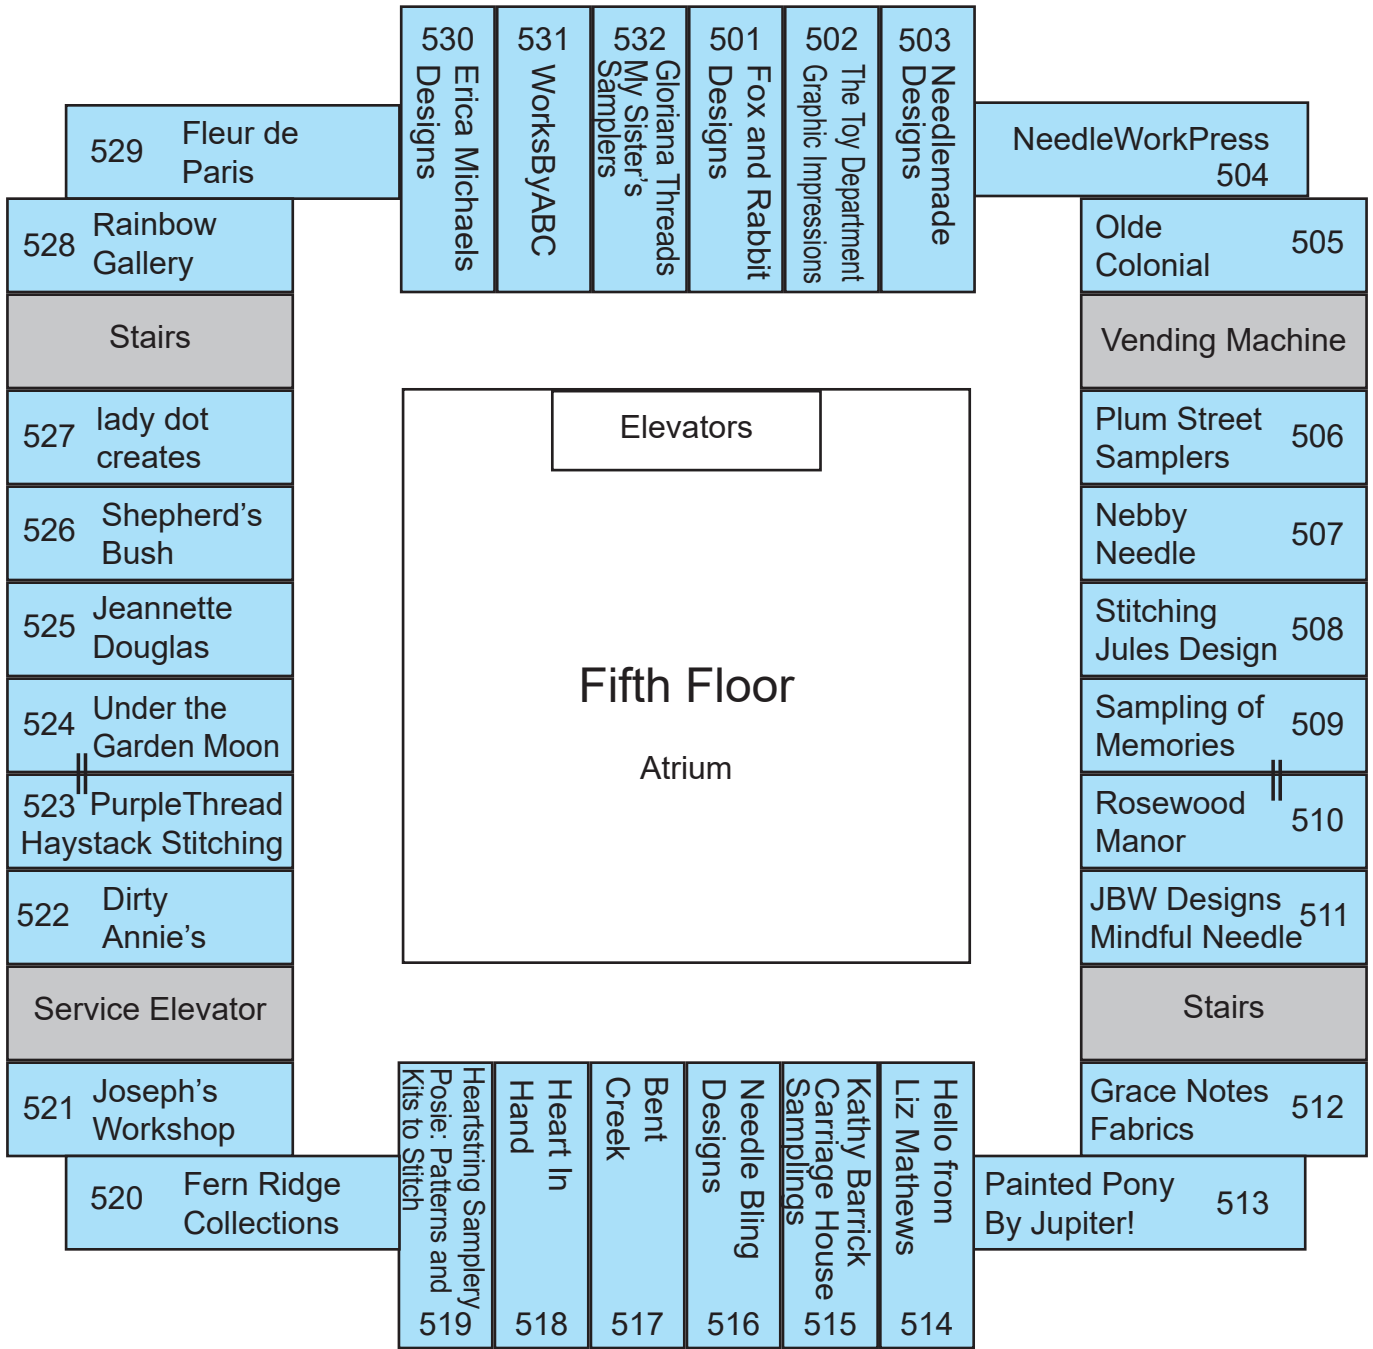 530
Erica Michaels
Designs
531
WorksByABC
532
Gloriana Threads
My Sister's
Samplers
501
Fox and Rabbit
Designs
502
The Toy Department
Graphic Impressions
503
Needlemade
Designs
529
Fleur de
Paris
NeedleWorkPress
504
528
Rainbow
Gallery
Olde
Colonial
505
Stairs
Vending Machine
527
lady dot
creates
Elevators
Plum Street
Samplers
506
526
Shepherd's
Bush
Nebby
Needle
507
525
Jeannette
Douglas
Stitching
Jules Design
508
Fifth Floor
Atrium
524
Under the
Garden Moon
Sampling of
Memories
509
523 PurpleThread
Haystack Stitching
Rosewood
Manor
510
522
Dirty
Annie's
JBW Designs
Mindful Needle
511
Service Elevator
Stairs
521
Joseph's
Workshop
Grace Notes
Fabrics
512
520
Fern Ridge
Collections
Heartstring Samplery
Posie: Patterns and
Kits to Stitch
519
Heart In
Hand
518
Bent
Creek
517
Needle Bling
Designs
516
Kathy Barrick
Carriage House
Samplings
515
Hello from
Liz Mathews
514
Painted Pony
By Jupiter!
513